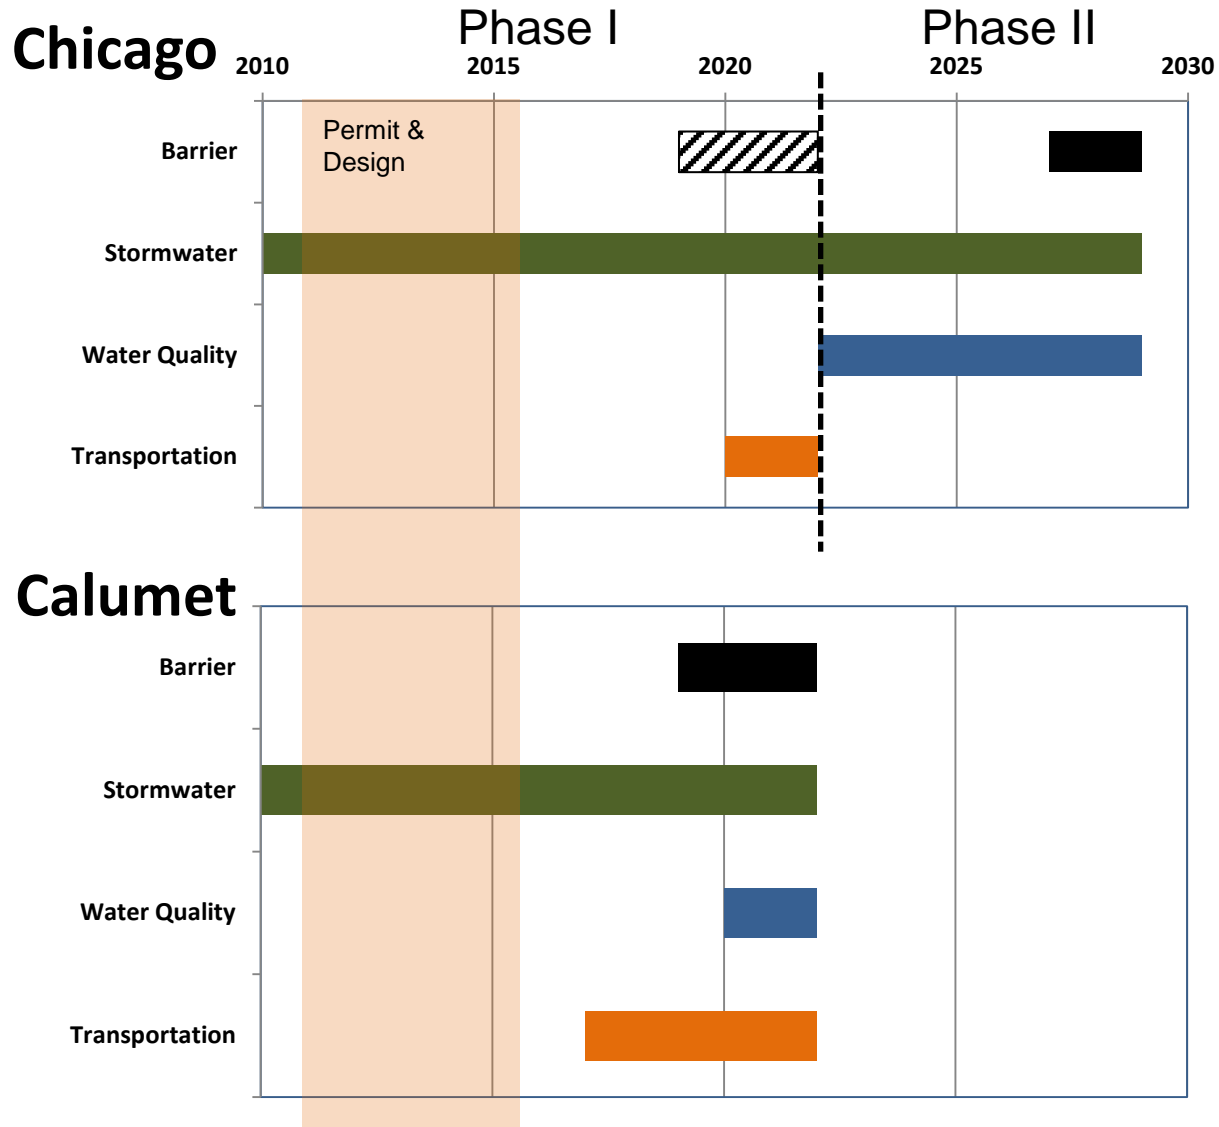 Phase I
Phase II
Chicago
2010
2015
2020
2025
2030
Permit &
Design
Barrier
Stormwater
Water Quality
Transportation
Calumet
Barrier
Stormwater
Water Quality
Transportation